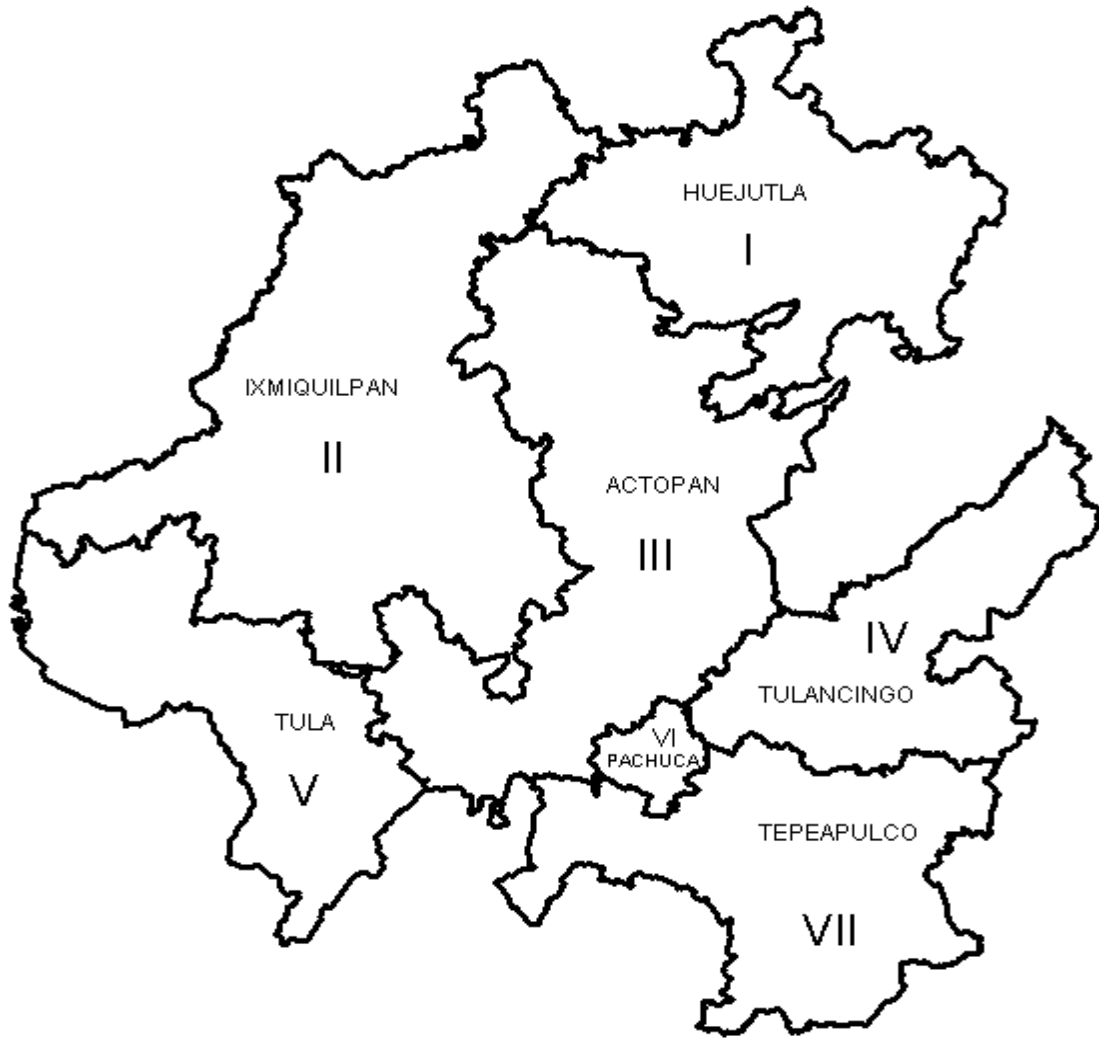 HUEJUTLA
I
IXMIQUILPAN
II
ACTOPAN
III
IV
TULANCINGO
TULA
V
VI
PACHUCA
TEPEAPULCO
VII